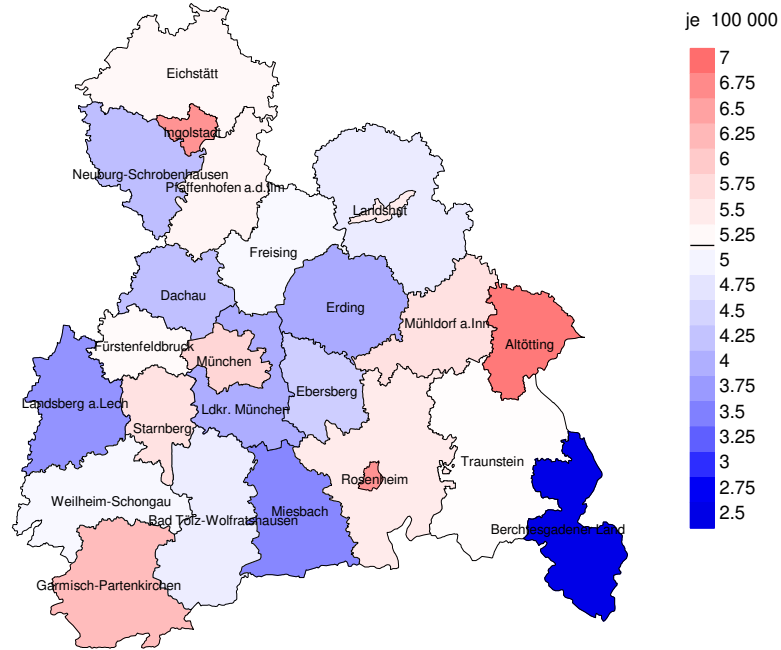 je 100 000
7
6.75
6.5
6.25
6
5.75
5.5
5.25
5
4.75
4.5
4.25
4
3.75
3.5
3.25
3
2.75
2.5
Eichstätt
Ingolstadt
Neuburg-Schrobenhausen
Pfaffenhofen a.d.Ilm
Landshut
Freising
Dachau
Erding
Mühldorf a.Inn
Altötting
Fürstenfeldbruck
München
Ebersberg
Landsberg a.Lech
Ldkr. München
Starnberg
Traunstein
Rosenheim
Weilheim-Schongau
Miesbach
Bad Tölz-Wolfratshausen
Berchtesgadener Land
Garmisch-Partenkirchen